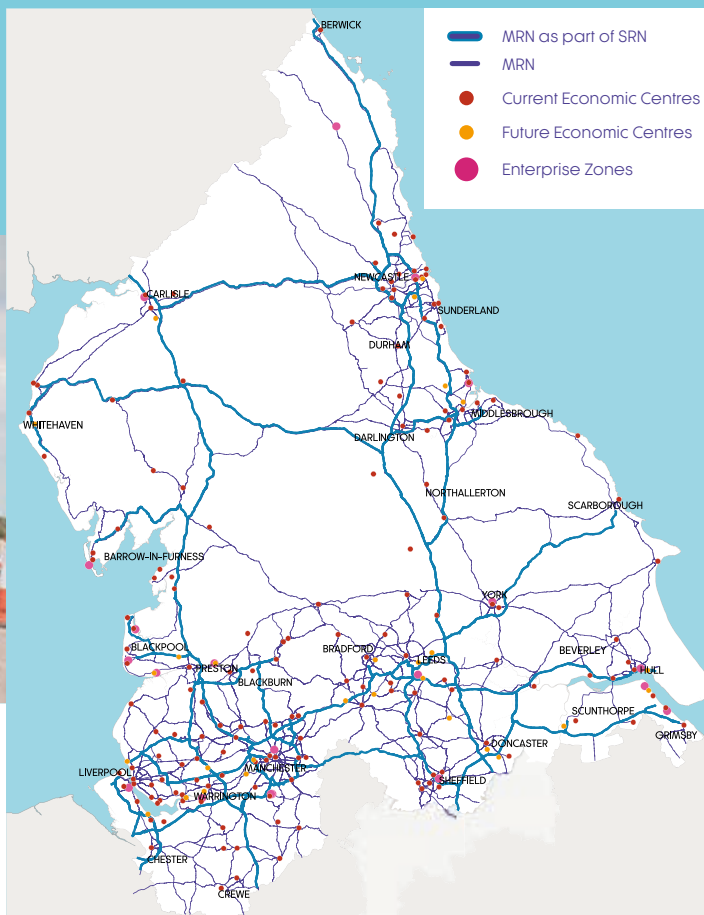 BERWICK
MRN as part of SRN
MRN
Current Economic Centres
Future Economic Centres
Enterprise Zones
NEWCASTLE
CARLISLE
SUNDERLAND
DURHAM
WHITEHAVEN
MIDDLESBROUGH
DARLINGTON
NORTHALLERTON
SCARBOROUGH
BARROW-IN-FURNESS
YORK
BLACKPOOL
BRADFORD
BEVERLEY
LEEDS
PRESTON
HULL
BLACKBURN
SCUNTHORPE
GRIMSBY
DONCASTER
LIVERPOOL
MANCHESTER
SHEFFIELD
WARRINGTON
CHESTER
CREWE